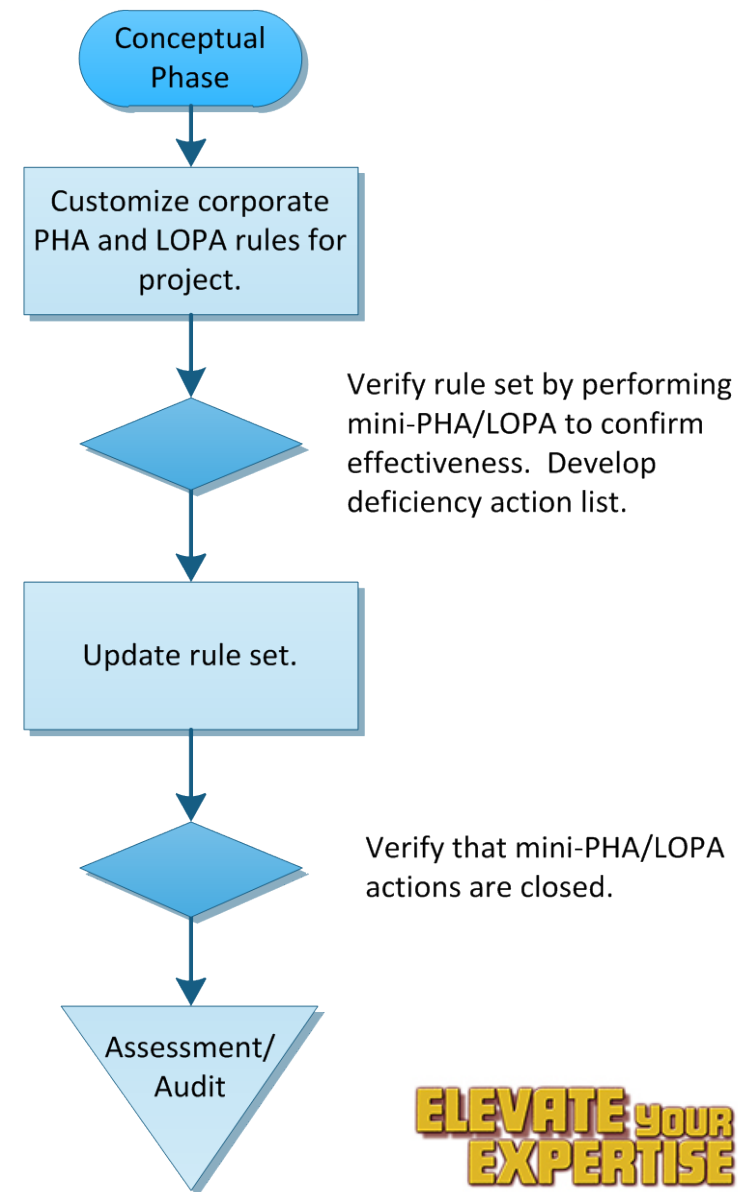 Conceptual
Phase
Customize corporate
PHA and LOPA rules for
project.
Verify rule set by performing
mini-PHA/LOPA to confirm
effectiveness.  Develop
deficiency action list.
Update rule set.
Verify that mini-PHA/LOPA
actions are closed.
Assessment/
Audit
ELEVATE YOUR
EXPERTISE